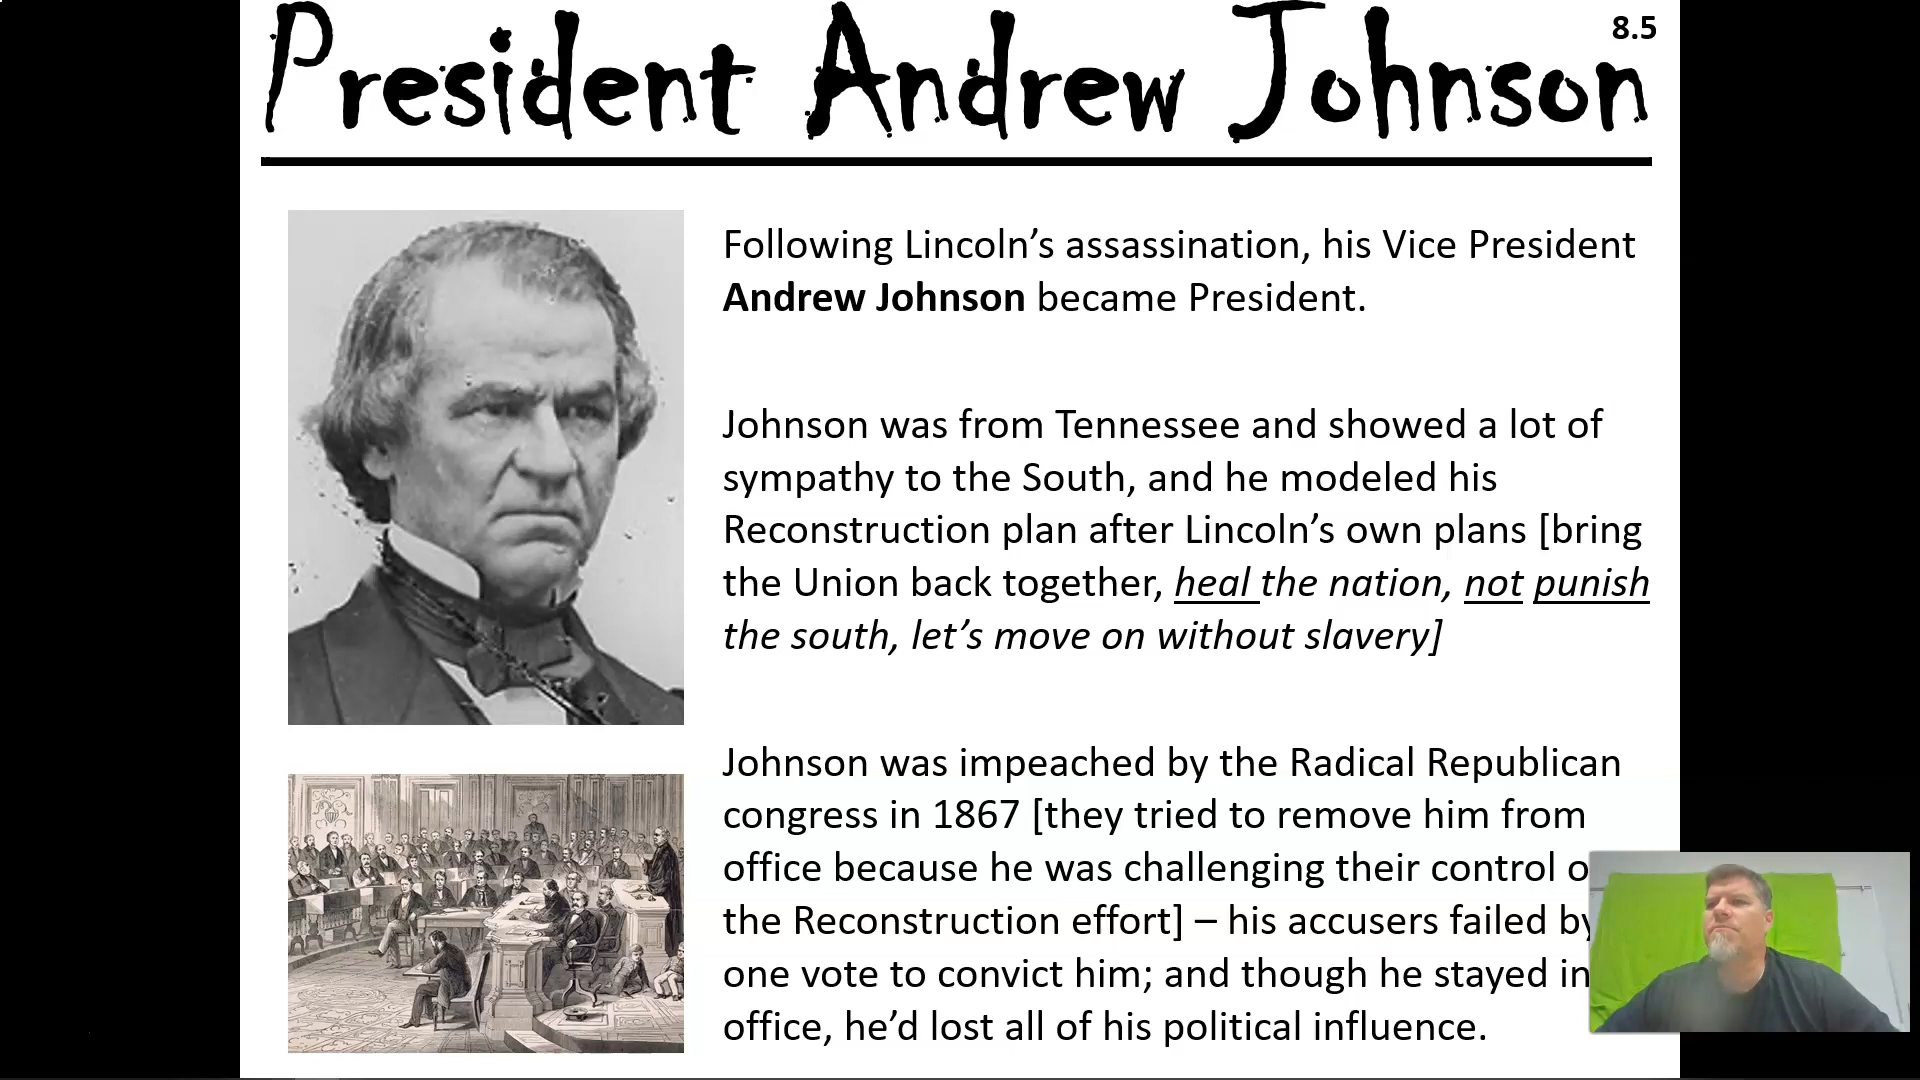 President Andrew Johnson
8.5
Following Lincoln’s assassination, his Vice President
Andrew Johnson became President.
Johnson was from Tennessee and showed a lot of
sympathy to the South, and he modeled his
Reconstruction plan after Lincoln’s own plans [bring
the Union back together, heal the nation, not punish
the south, let’s move on without slavery]
Johnson was impeached by the Radical Republican
congress in 1867 [they tried to remove him from
office because he was challenging their control
the Reconstruction effort] – his accusers failed by
one vote to convict him; and though he stayed in
office, he’d lost all of his political influence.